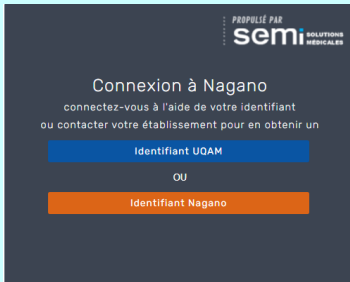 PROPULSÉ PAR
semi SOLUTIONS MÉDICALES
Connexion à Nagano
connectez-vous à l'aide de votre identifiant
ou contacter votre établissement pour en obtenir un
Identifiant UQAM
OU
Identifiant Nagano